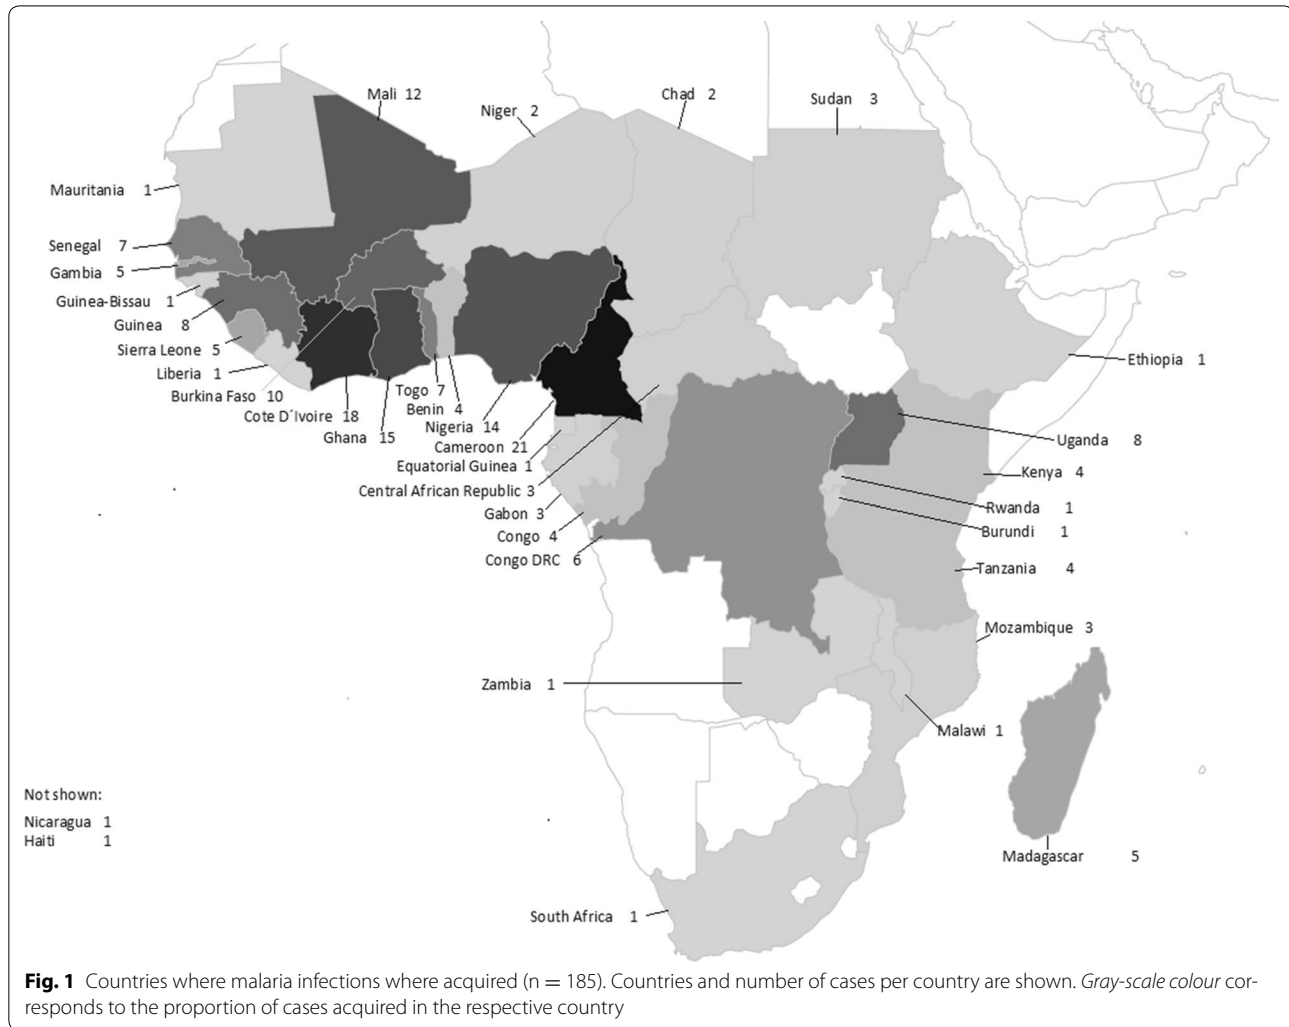 Mali 12
Niger 2
Chad 2
Sudan 3
Mauritania 1
Senegal 7
Gambia 5
Guinea-Bissau 1
Guinea 8
Sierra Leone 5
Liberia 1
Burkina Faso 10
Cote D´Ivoire 18
Ghana 15
Togo 7
Benin 4
Nigeria 14
Cameroon 21
Equatorial Guinea 1
Central African Republic 3
Gabon 3
Congo 4
Congo DRC 6
Ethiopia 1
Uganda 8
Kenya 4
Rwanda 1
Burundi 1
Tanzania 4
Mozambique 3
Zambia 1
Malawi 1
Madagascar 5
South Africa 1
Not shown:
Nicaragua 1
Haiti 1
Fig. 1 Countries where malaria infections where acquired (n = 185). Countries and number of cases per country are shown. Gray-scale colour cor-
responds to the proportion of cases acquired in the respective country